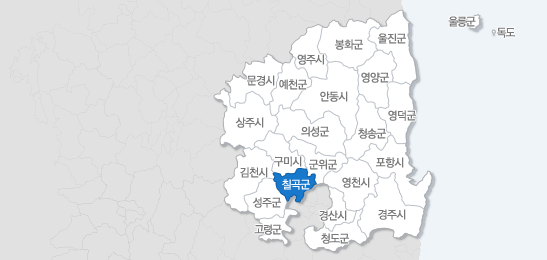 울릉군
독도
울진군
봉화군
영주시
문경시
예천군
영양군
안동시
상주시
영덕군
의성군
청송군
구미시
군위군
포항시
김천시
칠곡군
영천시
성주군
경산시
경주시
고령군
청도군